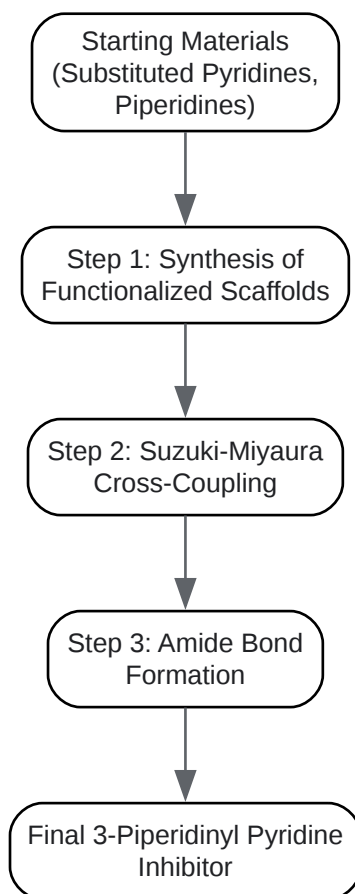 Starting Materials
(Substituted Pyridines,
Piperidines)
Step 1: Synthesis of
Functionalized Scaffolds
Step 2: Suzuki-Miyaura
Cross-Coupling
Step 3: Amide Bond
Formation
Final 3-Piperidinyl Pyridine
Inhibitor